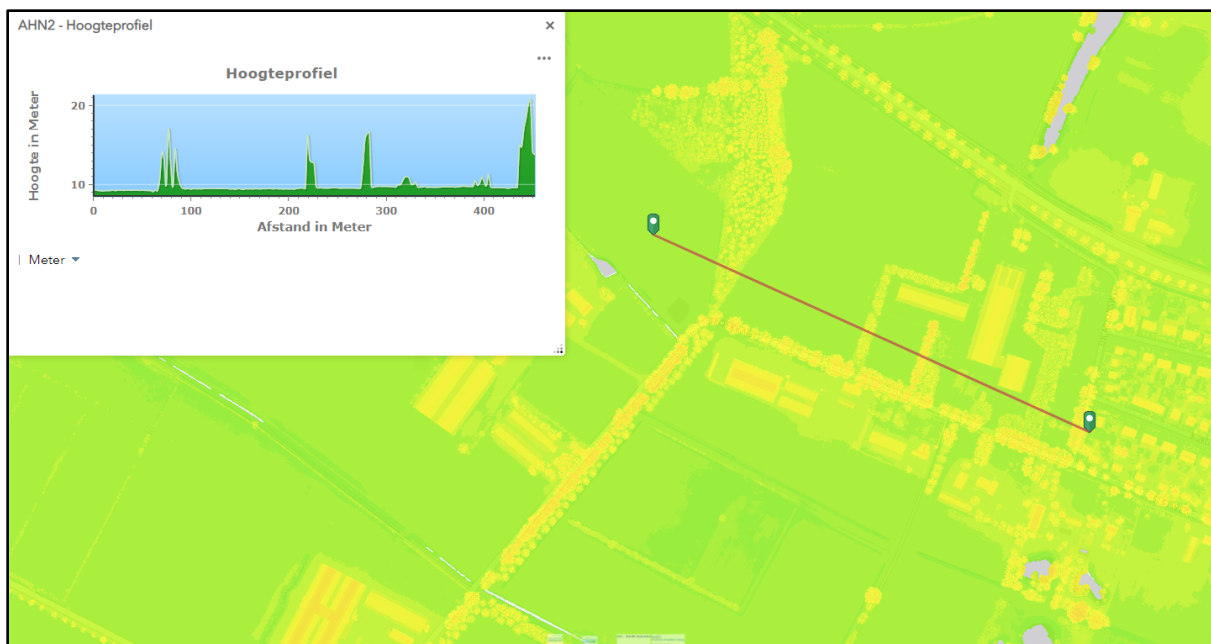 AHN2 - Hoogteprofiel
Hoogteprofiel
Hoogte in Meter
20
10
0 100 200 300 400
Afstand in Meter
Meter